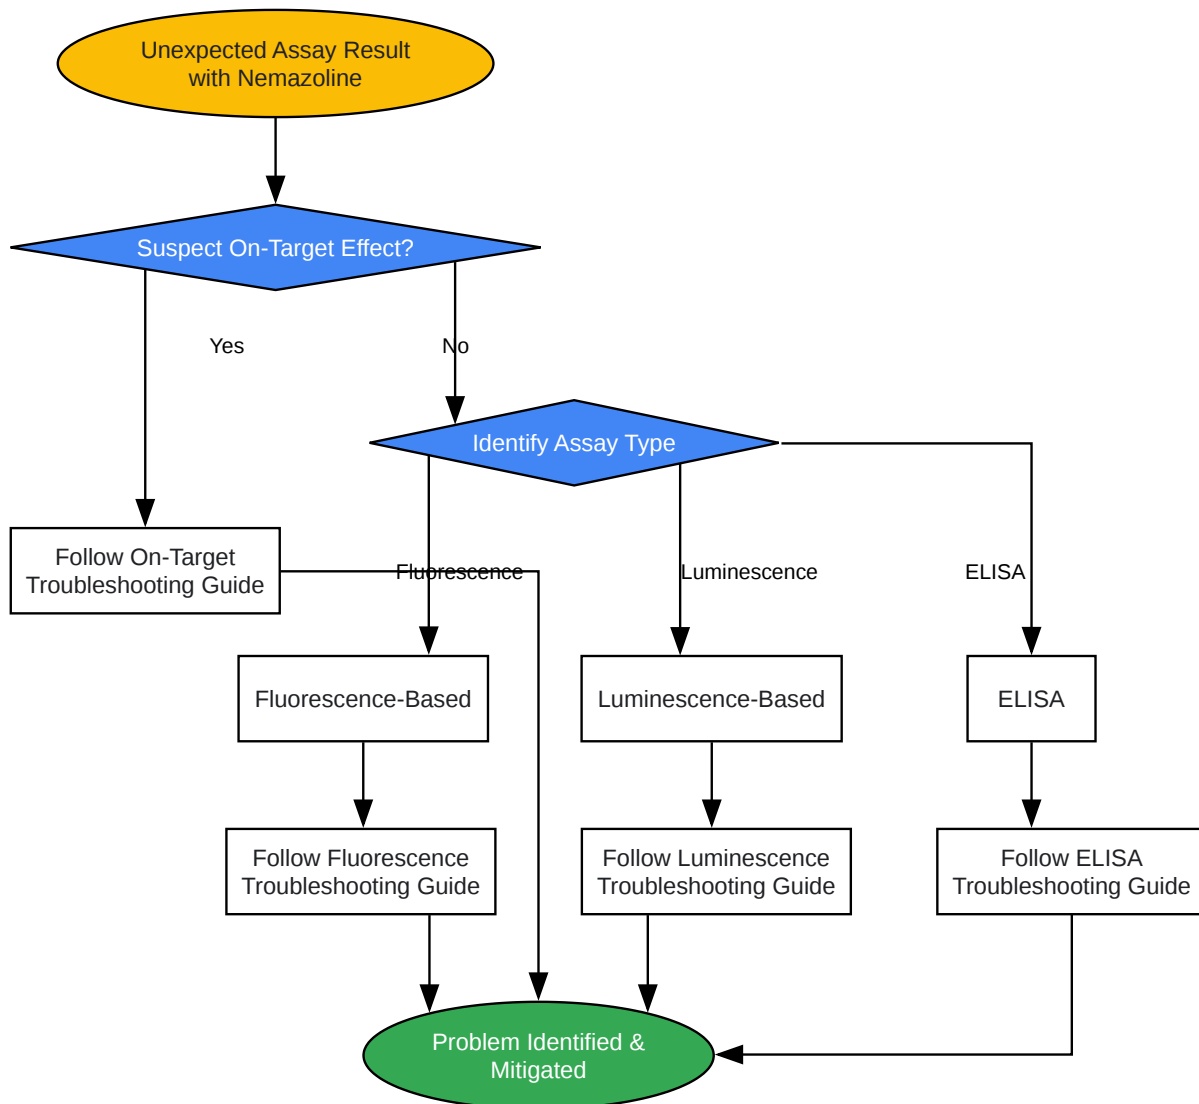 Unexpected Assay Result
with Nemazoline
Suspect On-Target Effect?
Yes
No
Identify Assay Type
Follow On-Target
Troubleshooting Guide
Fluorescence
Luminescence
ELISA
Fluorescence-Based
Luminescence-Based
ELISA
Follow Fluorescence
Troubleshooting Guide
Follow Luminescence
Troubleshooting Guide
Follow ELISA
Troubleshooting Guide
Problem Identified &
Mitigated